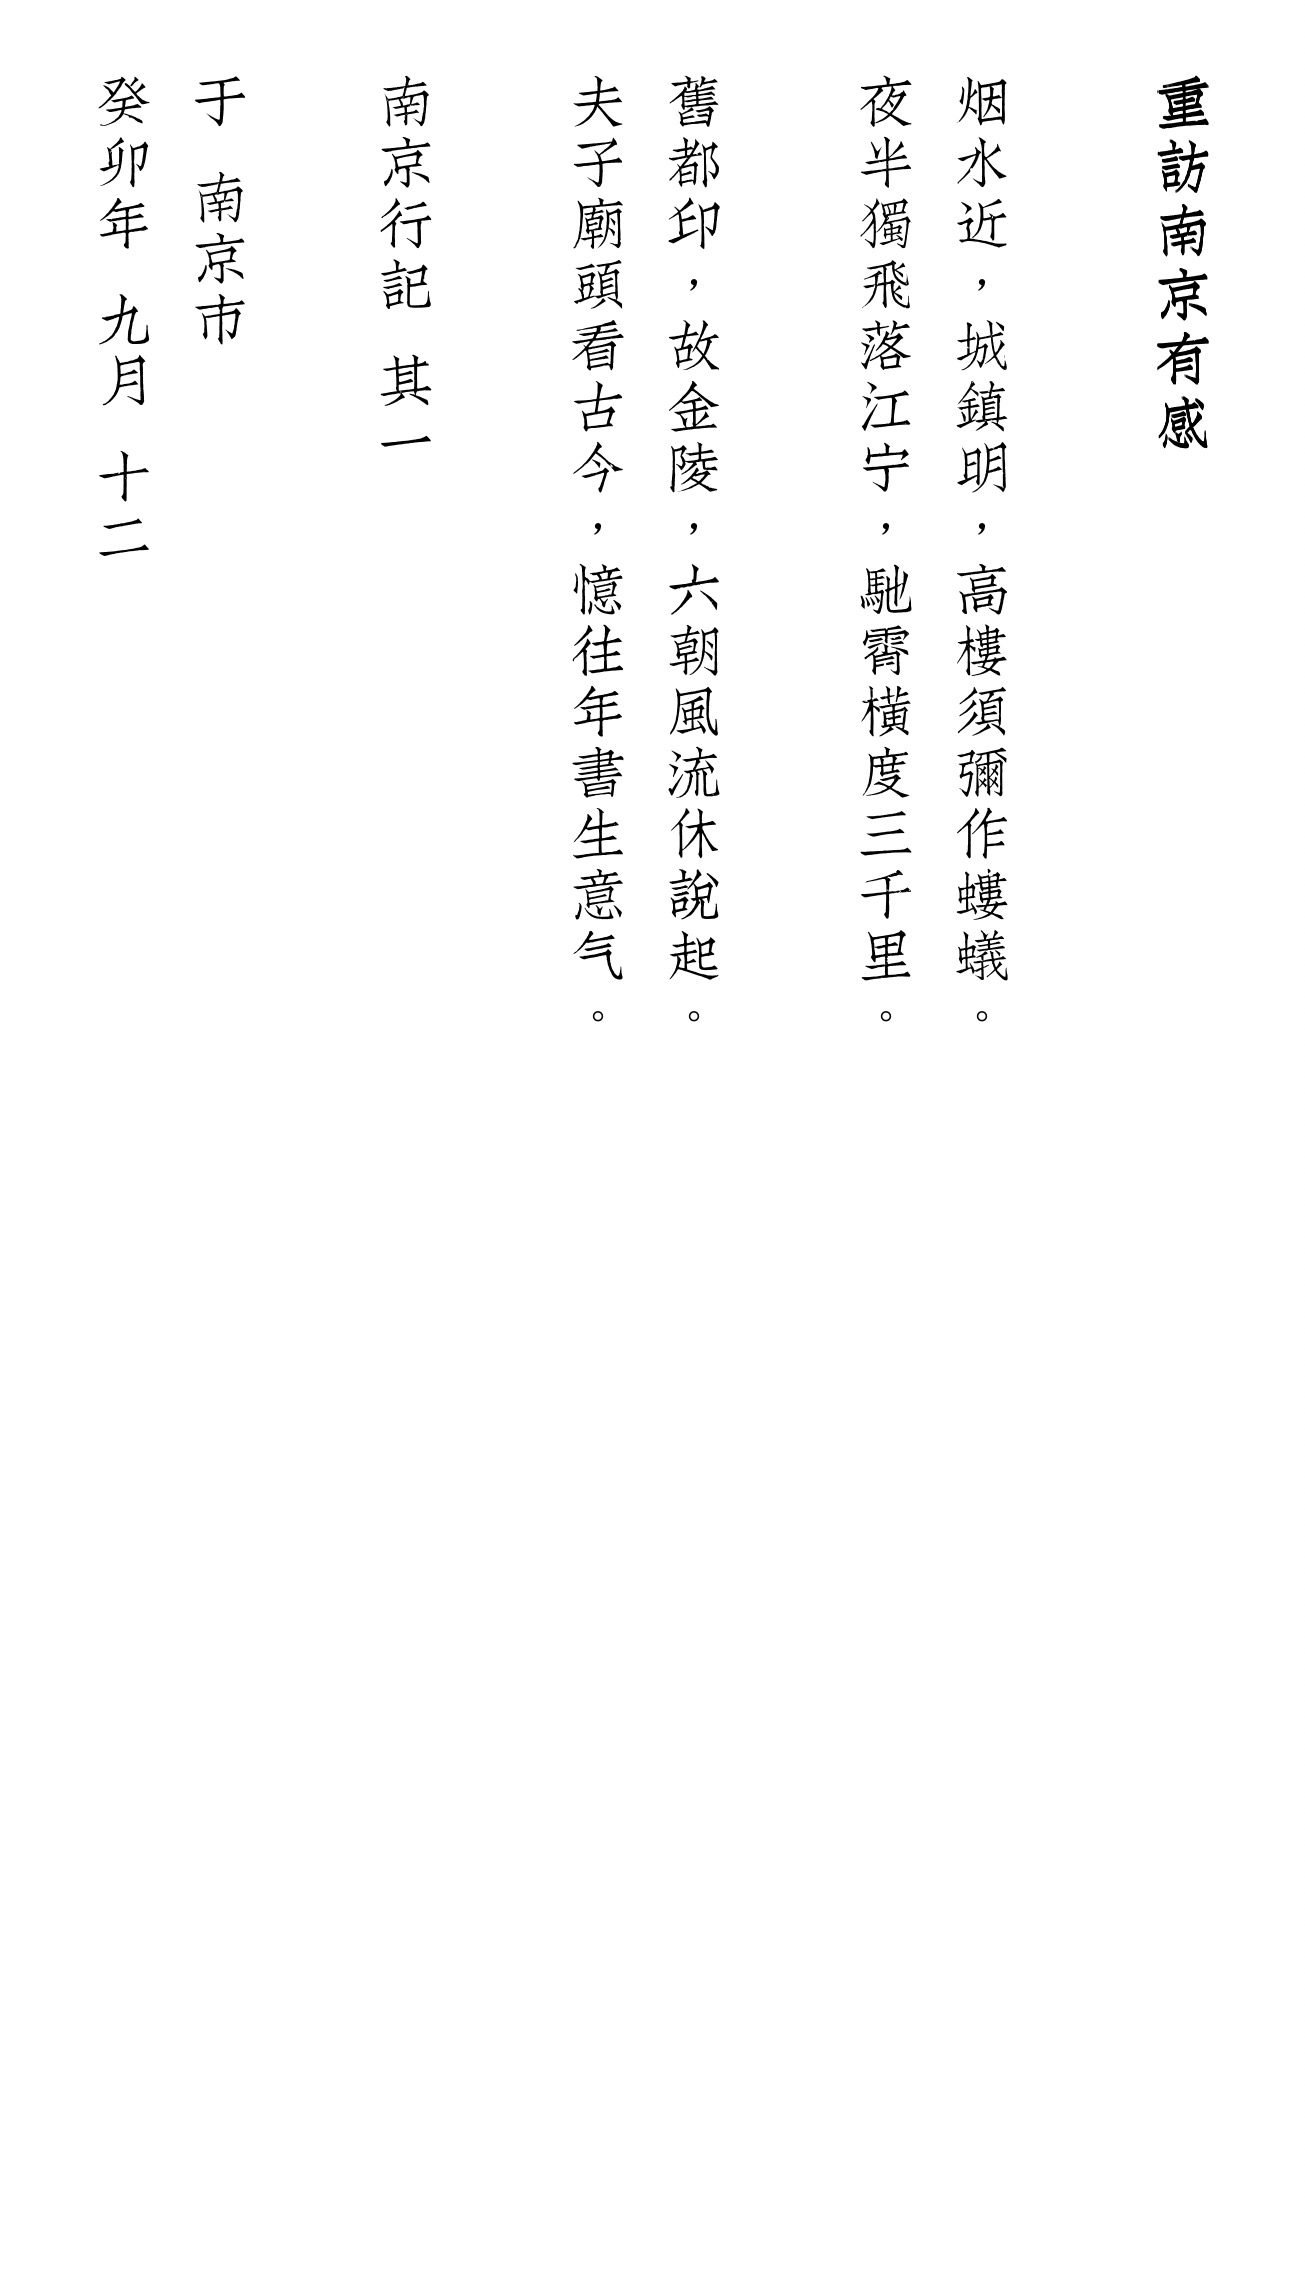 重訪南京有感
烟水近，城鎮明，高樓須彌作螻蟻。
夜半獨飛落江宁，馳霄橫度三千里。
舊都印，故金陵，六朝風流休說起。
夫子廟頭看古今，憶往年書生意气。
南京行記 其一
于 南京市
癸卯年 九月 十二